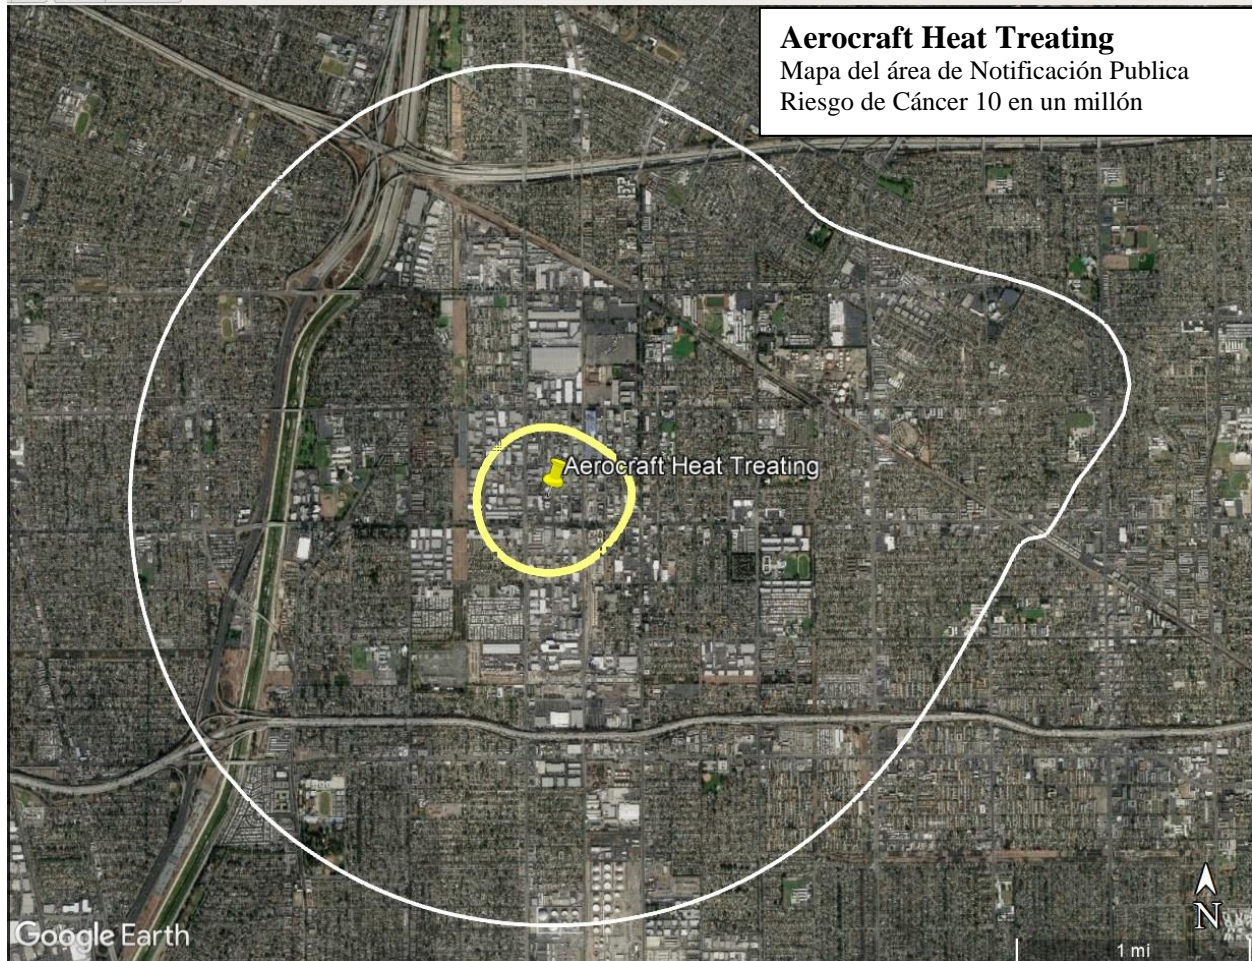 Aerocraft Heat Treating
Mapa del área de Notificación Publica
Riesgo de Cáncer 10 en un millón
Aerocraft Heat Treating
N
Google Earth
1 mi